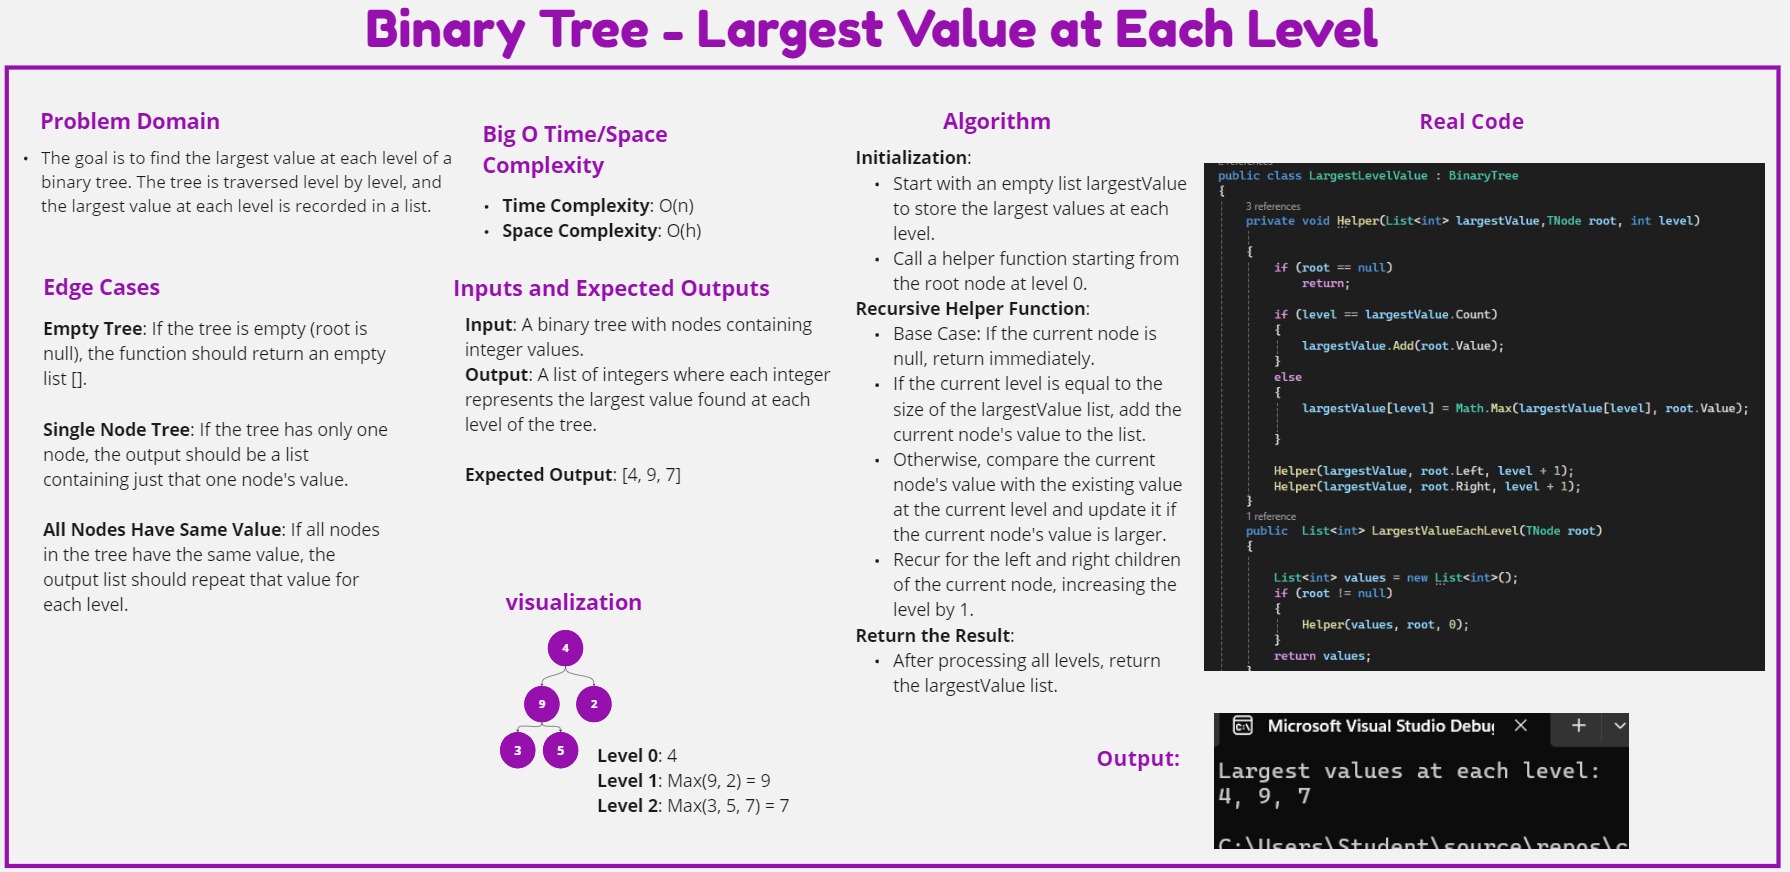 Binary Tree - Largest Value at Each Level
Problem Domain
• The goal is to find the largest value at each level of a
binary tree. The tree is traversed level by level, and
the largest value at each level is recorded in a list.
Edge Cases
Empty Tree: If the tree is empty (root is
null), the function should return an empty
list [].
Single Node Tree: If the tree has only one
node, the output should be a list
containing just that one node's value.
All Nodes Have Same Value: If all nodes
in the tree have the same value, the
output list should repeat that value for
each level.
Big O Time/Space
Complexity
• Time Complexity: O(n)
• Space Complexity: O(h)
Inputs and Expected Outputs
Input: A binary tree with nodes containing
integer values.
Output: A list of integers where each integer
represents the largest value found at each
level of the tree.
Expected Output: [4, 9, 7]
visualization
4
9 2
3 5
Level 0: 4
Level 1: Max(9, 2) = 9
Level 2: Max(3, 5, 7) = 7
Algorithm
Initialization:
• Start with an empty list largestValue
to store the largest values at each
level.
• Call a helper function starting from
the root node at level 0.
Recursive Helper Function:
• Base Case: If the current node is
null, return immediately.
• If the current level is equal to the
size of the largestValue list, add the
current node's value to the list.
• Otherwise, compare the current
node's value with the existing value
at the current level and update it if
the current node's value is larger.
• Recur for the left and right children
of the current node, increasing the
level by 1.
Return the Result:
• After processing all levels, return
the largestValue list.
Real Code
public class LargestLevelValue : BinaryTree
{
3 references
private void Helper(List<int> largestValue,TNode root, int level)
{
if (root == null)
return;
if (level == largestValue.Count)
{
largestValue.Add(root.Value);
}
else
{
largestValue[level] = Math.Max(largestValue[level], root.Value);
}
Helper(largestValue, root.Left, level + 1);
Helper(largestValue, root.Right, level + 1);
}
1 reference
public  List<int> LargestValueEachLevel(TNode root)
{
List<int> values = new List<int>();
if (root != null)
{
Helper(values, root, 0);
}
return values;
Output:
Microsoft Visual Studio Debug
Largest values at each level:
4, 9, 7
C:\Users\Student\source\repos\c